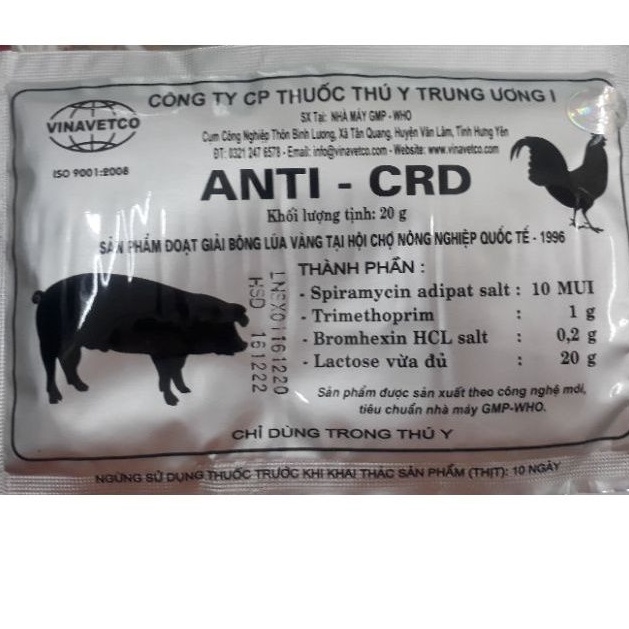 CÔNG TY CP THUỐC THÚ Y TRUNG ƯƠNG I
VINAVETCO
ISO 9001:2008
SX Tại: NHÀ MÁY GMP - WHO
Cụm Công Nghiệp Thôn Bình Lương, Xã Tân Quang, Huyện Văn Lâm, Tỉnh Hưng Yên
ĐT: 0321 247 6578 - Email: info@vinavetco.com - Website: www.vinavetco.com
ANTI - CRD
Khối lượng tịnh: 20 g
SẢN PHẨM ĐOẠT GIẢI BÔNG LÚA VÀNG TẠI HỘI CHỢ NÔNG NGHIỆP QUỐC TẾ - 1996
THÀNH PHẦN :
- Spiramycin adipat salt : 10 MUI
- Trimethoprim : 1 g
- Bromhexin HCL salt : 0,2 g
- Lactose vừa đủ : 20 g
161220
HSD 161222
Sản phẩm được sản xuất theo công nghệ mới,
tiêu chuẩn nhà máy GMP-WHO.
CHỈ DÙNG TRONG THÚ Y
NGỪNG SỬ DỤNG THUỐC TRƯỚC KHI KHAI THÁC SẢN PHẨM (THỊT): 10 NGÀY